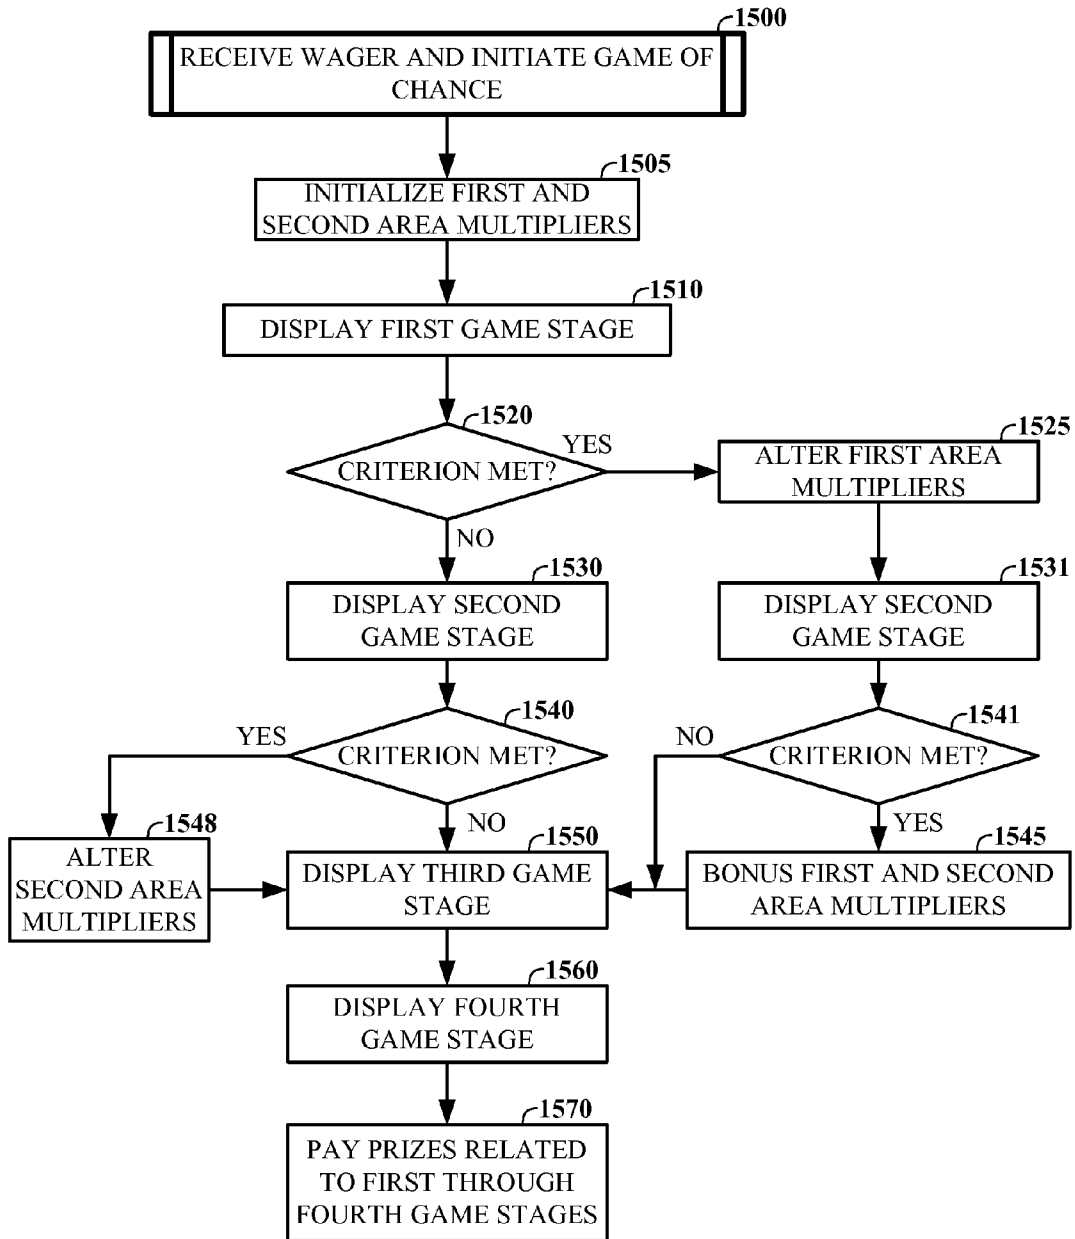 1500
RECEIVE WAGER AND INITIATE GAME OF
CHANCE
1505
INITIALIZE FIRST AND
SECOND AREA MULTIPLIERS
1510
DISPLAY FIRST GAME STAGE
1520
CRITERION MET?
YES
NO
1525
ALTER FIRST AREA
MULTIPLIERS
1530
DISPLAY SECOND
GAME STAGE
1531
DISPLAY SECOND
GAME STAGE
1540
CRITERION MET?
YES
NO
1541
CRITERION MET?
NO
YES
1548
ALTER
SECOND AREA
MULTIPLIERS
1550
DISPLAY THIRD GAME
STAGE
1545
BONUS FIRST AND SECOND
AREA MULTIPLIERS
1560
DISPLAY FOURTH
GAME STAGE
1570
PAY PRIZES RELATED
TO FIRST THROUGH
FOURTH GAME STAGES